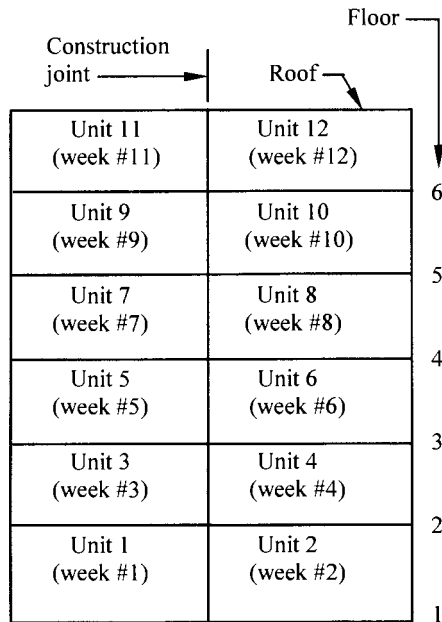 Floor
Construction
joint
Roof
Unit 11
(week #11)
Unit 12
(week #12)
6
Unit 9
(week #9)
Unit 10
(week #10)
5
Unit 7
(week #7)
Unit 8
(week #8)
4
Unit 5
(week #5)
Unit 6
(week #6)
3
Unit 3
(week #3)
Unit 4
(week #4)
2
Unit 1
(week #1)
Unit 2
(week #2)
1